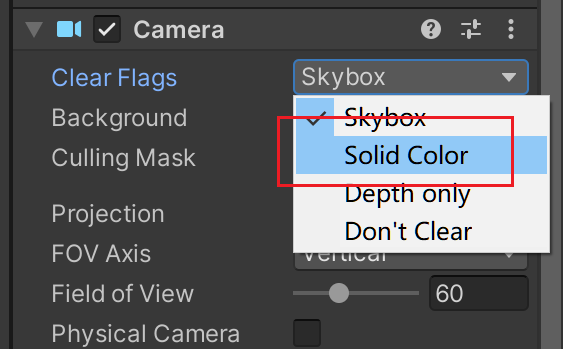 Camera
Clear Flags Skybox
Background Skybox
Culling Mask Solid Color
Depth only
Projection
Don't Clear
FOV Axis Vertical
Field of View 60
Physical Camera